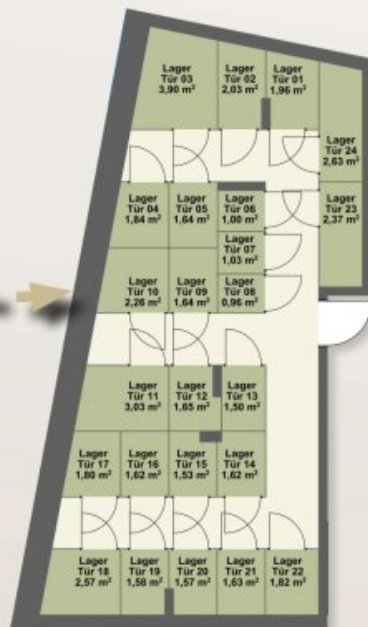 Lager
Tür 03
3,90 m²
Lager
Tür 02
2,03 m²
Lager
Tür 01
1,96 m²
Lager
Tür 24
2,63 m²
Lager
Tür 04
1,84 m²
Lager
Tür 05
1,64 m²
Lager
Tür 06
1,00 m²
Lager
Tür 23
2,37 m²
Lager
Tür 07
1,03 m²
Lager
Tür 10
2,26 m²
Lager
Tür 09
1,64 m²
Lager
Tür 08
0,96 m²
Lager
Tür 11
3,03 m²
Lager
Tür 12
1,65 m²
Lager
Tür 13
1,50 m²
Lager
Tür 17
1,80 m²
Lager
Tür 16
1,62 m²
Lager
Tür 15
1,53 m²
Lager
Tür 14
1,62 m²
Lager
Tür 18
2,57 m²
Lager
Tür 19
1,58 m²
Lager
Tür 20
1,57 m²
Lager
Tür 21
1,63 m²
Lager
Tür 22
1,82 m²